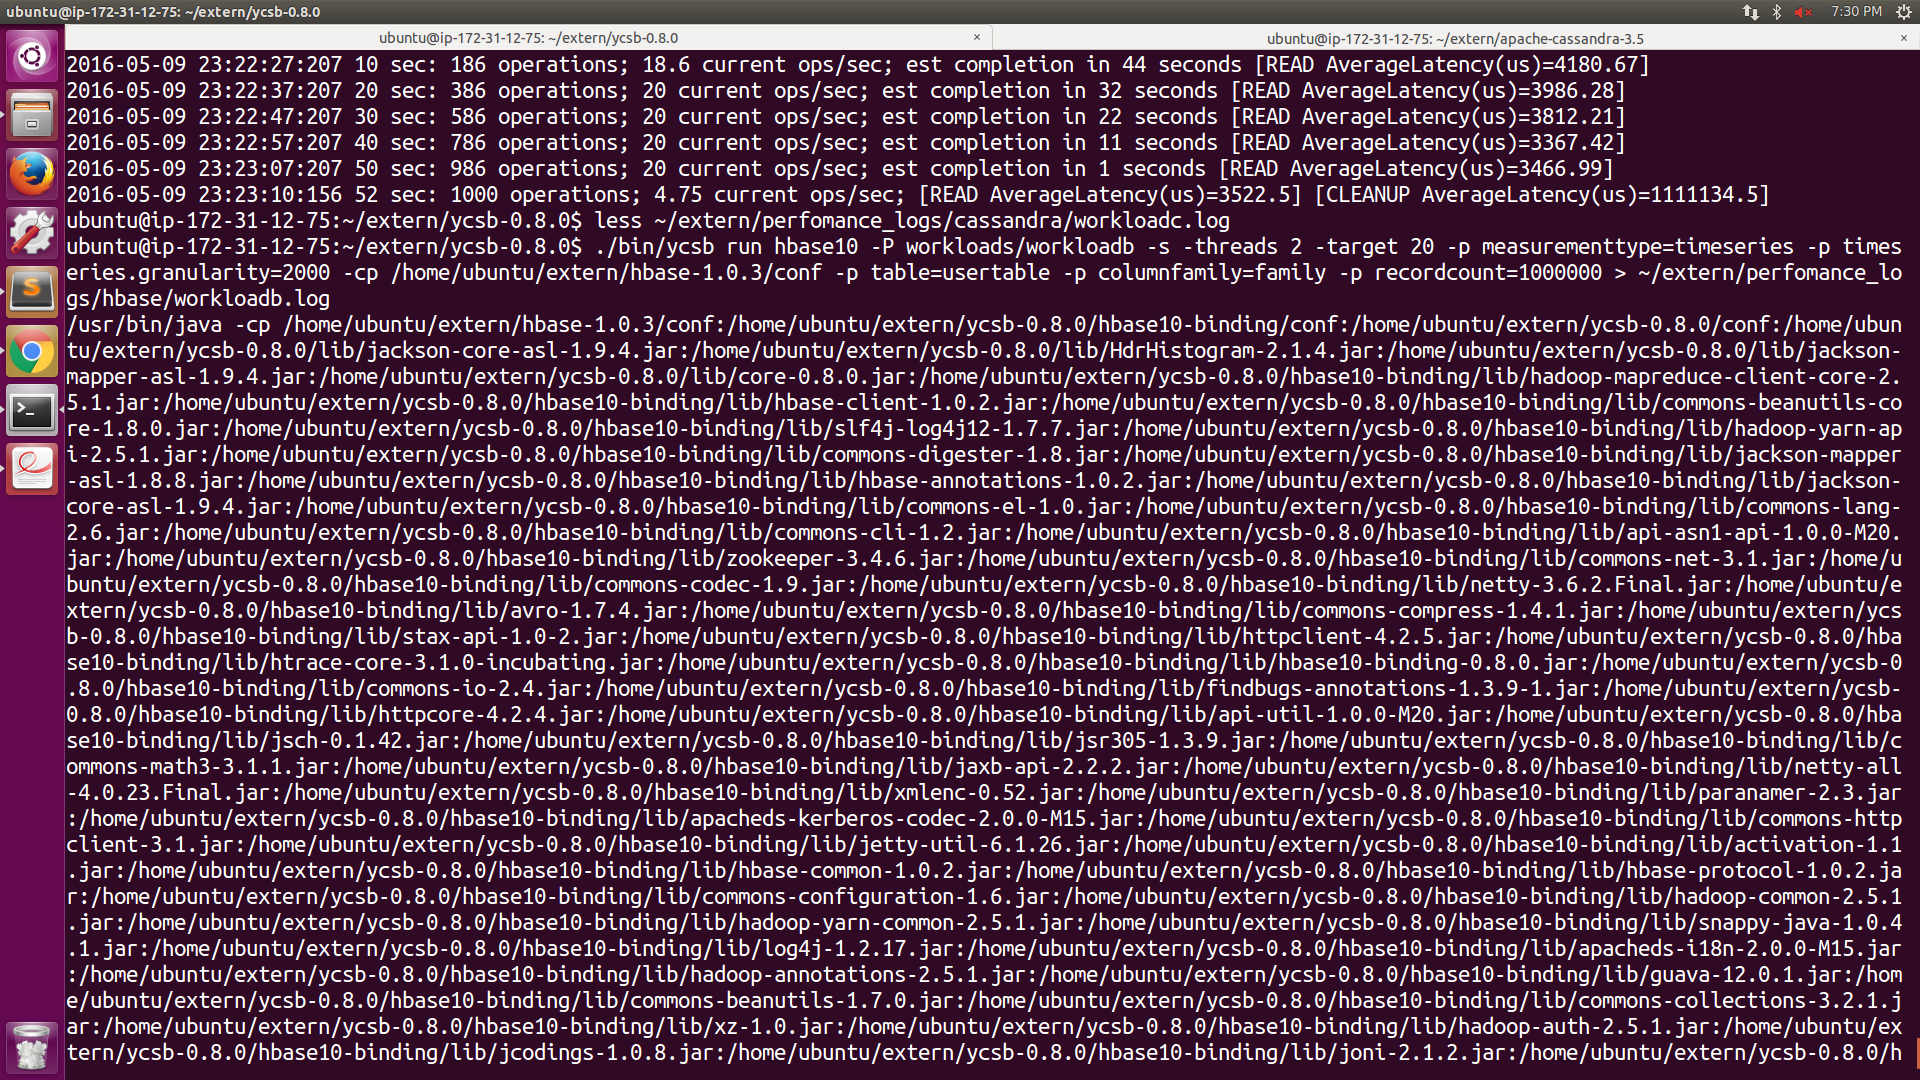 ubuntu@ip-172-31-12-75: ~/extern/ycsb-0.8.0
7:30 PM
ubuntu@ip-172-31-12-75: ~/extern/ycsb-0.8.0 ×
ubuntu@ip-172-31-12-75: ~/extern/apache-cassandra-3.5 ×
2016-05-09 23:22:27:207 10 sec: 186 operations; 18.6 current ops/sec; est completion in 44 seconds [READ AverageLatency(us)=4180.67]
2016-05-09 23:22:37:207 20 sec: 386 operations; 20 current ops/sec; est completion in 32 seconds [READ AverageLatency(us)=3986.28]
2016-05-09 23:22:47:207 30 sec: 586 operations; 20 current ops/sec; est completion in 22 seconds [READ AverageLatency(us)=3812.21]
2016-05-09 23:22:57:207 40 sec: 786 operations; 20 current ops/sec; est completion in 11 seconds [READ AverageLatency(us)=3367.42]
2016-05-09 23:23:07:207 50 sec: 986 operations; 20 current ops/sec; est completion in 1 seconds [READ AverageLatency(us)=3466.99]
2016-05-09 23:23:10:156 52 sec: 1000 operations; 4.75 current ops/sec; [READ AverageLatency(us)=3522.5] [CLEANUP AverageLatency(us)=1111134.5]
ubuntu@ip-172-31-12-75:~/extern/ycsb-0.8.0$ less ~/extern/perfomance_logs/cassandra/workloadc.log
ubuntu@ip-172-31-12-75:~/extern/ycsb-0.8.0$ ./bin/ycsb run hbase10 -P workloads/workloadb -s -threads 2 -target 20 -p measurementtype=timeseries -p times
eries.granularity=2000 -cp /home/ubuntu/extern/hbase-1.0.3/conf -p table=usertable -p columnfamily=family -p recordcount=1000000 > ~/extern/perfomance_lo
gs/hbase/workloadb.log
/usr/bin/java -cp /home/ubuntu/extern/hbase-1.0.3/conf:/home/ubuntu/extern/ycsb-0.8.0/hbase10-binding/conf:/home/ubuntu/extern/ycsb-0.8.0/conf:/home/ubun
tu/extern/ycsb-0.8.0/lib/jackson-core-asl-1.9.4.jar:/home/ubuntu/extern/ycsb-0.8.0/lib/HdrHistogram-2.1.4.jar:/home/ubuntu/extern/ycsb-0.8.0/lib/jackson-
mapper-asl-1.9.4.jar:/home/ubuntu/extern/ycsb-0.8.0/lib/core-0.8.0.jar:/home/ubuntu/extern/ycsb-0.8.0/hbase10-binding/lib/hadoop-mapreduce-client-core-2.
5.1.jar:/home/ubuntu/extern/ycsb-0.8.0/hbase10-binding/lib/hbase-client-1.0.2.jar:/home/ubuntu/extern/ycsb-0.8.0/hbase10-binding/lib/commons-beanutils-co
re-1.8.0.jar:/home/ubuntu/extern/ycsb-0.8.0/hbase10-binding/lib/slf4j-log4j12-1.7.7.jar:/home/ubuntu/extern/ycsb-0.8.0/hbase10-binding/lib/hadoop-yarn-ap
i-2.5.1.jar:/home/ubuntu/extern/ycsb-0.8.0/hbase10-binding/lib/commons-digester-1.8.jar:/home/ubuntu/extern/ycsb-0.8.0/hbase10-binding/lib/jackson-mapper
-asl-1.8.8.jar:/home/ubuntu/extern/ycsb-0.8.0/hbase10-binding/lib/hbase-annotations-1.0.2.jar:/home/ubuntu/extern/ycsb-0.8.0/hbase10-binding/lib/jackson-
core-asl-1.9.4.jar:/home/ubuntu/extern/ycsb-0.8.0/hbase10-binding/lib/commons-el-1.0.jar:/home/ubuntu/extern/ycsb-0.8.0/hbase10-binding/lib/commons-lang-
2.6.jar:/home/ubuntu/extern/ycsb-0.8.0/hbase10-binding/lib/commons-cli-1.2.jar:/home/ubuntu/extern/ycsb-0.8.0/hbase10-binding/lib/api-asn1-api-1.0.0-M20.
jar:/home/ubuntu/extern/ycsb-0.8.0/hbase10-binding/lib/zookeeper-3.4.6.jar:/home/ubuntu/extern/ycsb-0.8.0/hbase10-binding/lib/commons-net-3.1.jar:/home/u
buntu/extern/ycsb-0.8.0/hbase10-binding/lib/commons-codec-1.9.jar:/home/ubuntu/extern/ycsb-0.8.0/hbase10-binding/lib/netty-3.6.2.Final.jar:/home/ubuntu/e
xtern/ycsb-0.8.0/hbase10-binding/lib/avro-1.7.4.jar:/home/ubuntu/extern/ycsb-0.8.0/hbase10-binding/lib/commons-compress-1.4.1.jar:/home/ubuntu/extern/ycs
b-0.8.0/hbase10-binding/lib/stax-api-1.0-2.jar:/home/ubuntu/extern/ycsb-0.8.0/hbase10-binding/lib/httpclient-4.2.5.jar:/home/ubuntu/extern/ycsb-0.8.0/hba
se10-binding/lib/htrace-core-3.1.0-incubating.jar:/home/ubuntu/extern/ycsb-0.8.0/hbase10-binding/lib/hbase10-binding-0.8.0.jar:/home/ubuntu/extern/ycsb-0
.8.0/hbase10-binding/lib/commons-io-2.4.jar:/home/ubuntu/extern/ycsb-0.8.0/hbase10-binding/lib/findbugs-annotations-1.3.9-1.jar:/home/ubuntu/extern/ycsb-
0.8.0/hbase10-binding/lib/httpcore-4.2.4.jar:/home/ubuntu/extern/ycsb-0.8.0/hbase10-binding/lib/api-util-1.0.0-M20.jar:/home/ubuntu/extern/ycsb-0.8.0/hba
se10-binding/lib/jsch-0.1.42.jar:/home/ubuntu/extern/ycsb-0.8.0/hbase10-binding/lib/jsr305-1.3.9.jar:/home/ubuntu/extern/ycsb-0.8.0/hbase10-binding/lib/c
ommons-math3-3.1.1.jar:/home/ubuntu/extern/ycsb-0.8.0/hbase10-binding/lib/jaxb-api-2.2.2.jar:/home/ubuntu/extern/ycsb-0.8.0/hbase10-binding/lib/netty-all
-4.0.23.Final.jar:/home/ubuntu/extern/ycsb-0.8.0/hbase10-binding/lib/xmlenc-0.52.jar:/home/ubuntu/extern/ycsb-0.8.0/hbase10-binding/lib/paranamer-2.3.jar
:/home/ubuntu/extern/ycsb-0.8.0/hbase10-binding/lib/apacheds-kerberos-codec-2.0.0-M15.jar:/home/ubuntu/extern/ycsb-0.8.0/hbase10-binding/lib/commons-http
client-3.1.jar:/home/ubuntu/extern/ycsb-0.8.0/hbase10-binding/lib/jetty-util-6.1.26.jar:/home/ubuntu/extern/ycsb-0.8.0/hbase10-binding/lib/activation-1.1
.jar:/home/ubuntu/extern/ycsb-0.8.0/hbase10-binding/lib/hbase-common-1.0.2.jar:/home/ubuntu/extern/ycsb-0.8.0/hbase10-binding/lib/hbase-protocol-1.0.2.ja
r:/home/ubuntu/extern/ycsb-0.8.0/hbase10-binding/lib/commons-configuration-1.6.jar:/home/ubuntu/extern/ycsb-0.8.0/hbase10-binding/lib/hadoop-common-2.5.1
.jar:/home/ubuntu/extern/ycsb-0.8.0/hbase10-binding/lib/hadoop-yarn-common-2.5.1.jar:/home/ubuntu/extern/ycsb-0.8.0/hbase10-binding/lib/snappy-java-1.0.4
.1.jar:/home/ubuntu/extern/ycsb-0.8.0/hbase10-binding/lib/log4j-1.2.17.jar:/home/ubuntu/extern/ycsb-0.8.0/hbase10-binding/lib/apacheds-i18n-2.0.0-M15.jar
:/home/ubuntu/extern/ycsb-0.8.0/hbase10-binding/lib/hadoop-annotations-2.5.1.jar:/home/ubuntu/extern/ycsb-0.8.0/hbase10-binding/lib/guava-12.0.1.jar:/hom
e/ubuntu/extern/ycsb-0.8.0/hbase10-binding/lib/commons-beanutils-1.7.0.jar:/home/ubuntu/extern/ycsb-0.8.0/hbase10-binding/lib/commons-collections-3.2.1.j
ar:/home/ubuntu/extern/ycsb-0.8.0/hbase10-binding/lib/xz-1.0.jar:/home/ubuntu/extern/ycsb-0.8.0/hbase10-binding/lib/hadoop-auth-2.5.1.jar:/home/ubuntu/ex
tern/ycsb-0.8.0/hbase10-binding/lib/jcodings-1.0.8.jar:/home/ubuntu/extern/ycsb-0.8.0/hbase10-binding/lib/joni-2.1.2.jar:/home/ubuntu/extern/ycsb-0.8.0/h